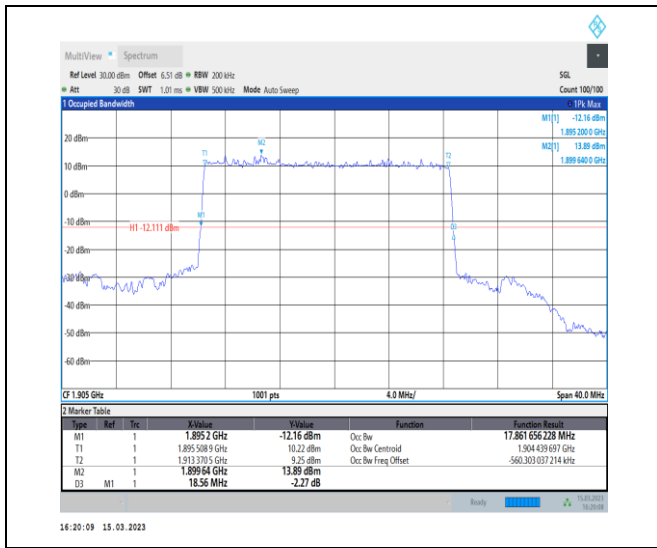 MultiView Spectrum
Ref Level 30.00 dBm Offset 6.51 dB RBW 200 kHz SGL
Att 30 dB SWT 1.01 ms VBW 500 kHz Mode Auto Sweep Count 100/100
1 Occupied Bandwidth 1Pk Max
M1[1] -12.16 dBm
1.895 200 0 GHz
M2[1] 13.89 dBm
1.899 640 0 GHz
20 dBm
M2
T1
T2
10 dBm
0 dBm
M1
-10 dBm
H1 -12.111 dBm
D3
-20 dBm
-30 dBm
-40 dBm
-50 dBm
-60 dBm
CF 1.905 GHz 1001 pts 4.0 MHz/ Span 40.0 MHz
2 Marker Table
Type Ref Trc X-Value Y-Value Function Function Result
M1 1 1.895 2 GHz -12.16 dBm Occ Bw 17.861 656 228 MHz
T1 1 1.895 508 9 GHz 10.22 dBm Occ Bw Centroid 1.904 439 697 GHz
T2 1 1.913 370 5 GHz 9.25 dBm Occ Bw Freq Offset -560.303 037 214 kHz
M2 1 1.899 64 GHz 13.89 dBm
D3 M1 1 18.56 MHz -2.27 dB
Ready 15.03.2023
16:20:08
16:20:09 15.03.2023